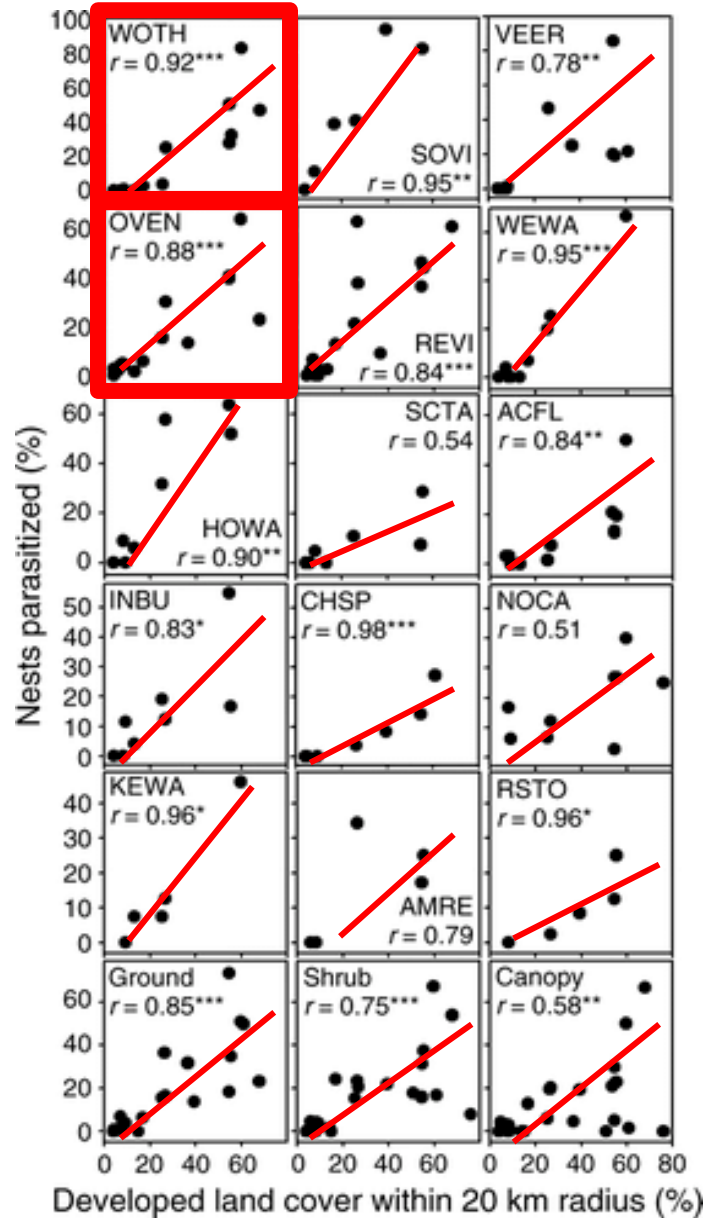 WOTH
r = 0.92***
SOVI
r = 0.95**
VEER
r = 0.78**
100
80
60
40
20
0
OVEN
r = 0.88***
REVI
r = 0.84***
WEWA
r = 0.95***
60
40
20
0
HOWA
r = 0.90**
SCTA
r = 0.54
ACFL
r = 0.84**
60
40
20
0
INBU
r = 0.83*
CHSP
r = 0.98***
NOCA
r = 0.51
50
40
30
20
10
0
KEWA
r = 0.96*
AMRE
r = 0.79
RSTO
r = 0.96*
40
30
20
10
0
Ground
r = 0.85***
Shrub
r = 0.75***
Canopy
r = 0.58**
60
40
20
0
0 20 40 60
0 20 40 60
0 20 40 60 80
Nests parasitized (%)
Developed land cover within 20 km radius (%)